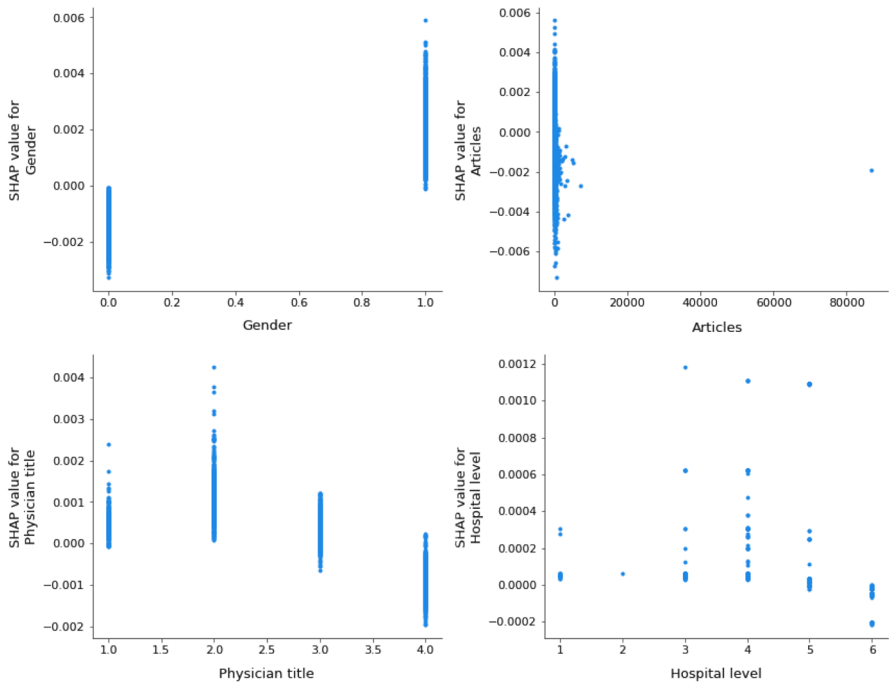 0.006
0.004
0.002
0.000
−0.002
SHAP value for
Gender
0.0 0.2 0.4 0.6 0.8 1.0
Gender
0.006
0.004
0.002
0.000
−0.002
−0.004
−0.006
SHAP value for
Articles
0 20000 40000 60000 80000
Articles
0.004
0.003
0.002
0.001
0.000
−0.001
−0.002
SHAP value for
Physician title
1.0 1.5 2.0 2.5 3.0 3.5 4.0
Physician title
0.0012
0.0010
0.0008
0.0006
0.0004
0.0002
0.0000
−0.0002
SHAP value for
Hospital level
1 2 3 4 5 6
Hospital level